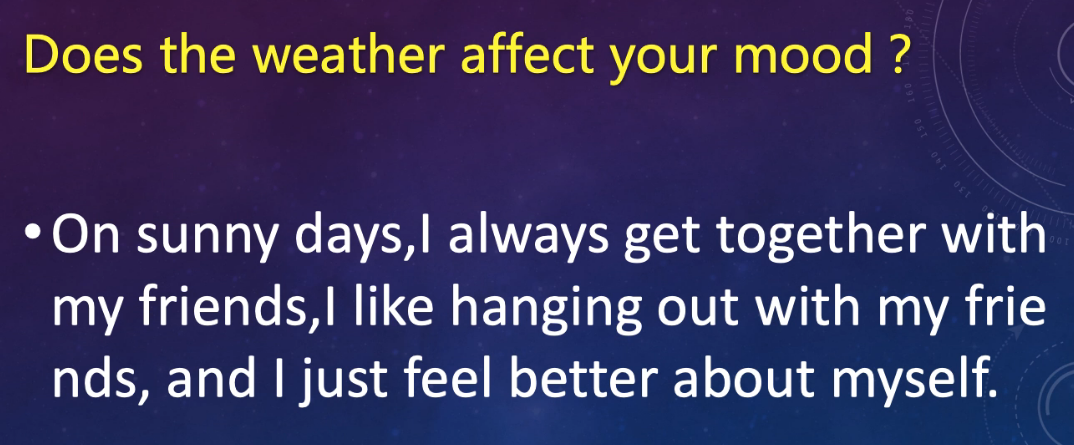 Does the weather affect your mood ?
• On sunny days,I always get together with
my friends,I like hanging out with my frie
nds, and I just feel better about myself.